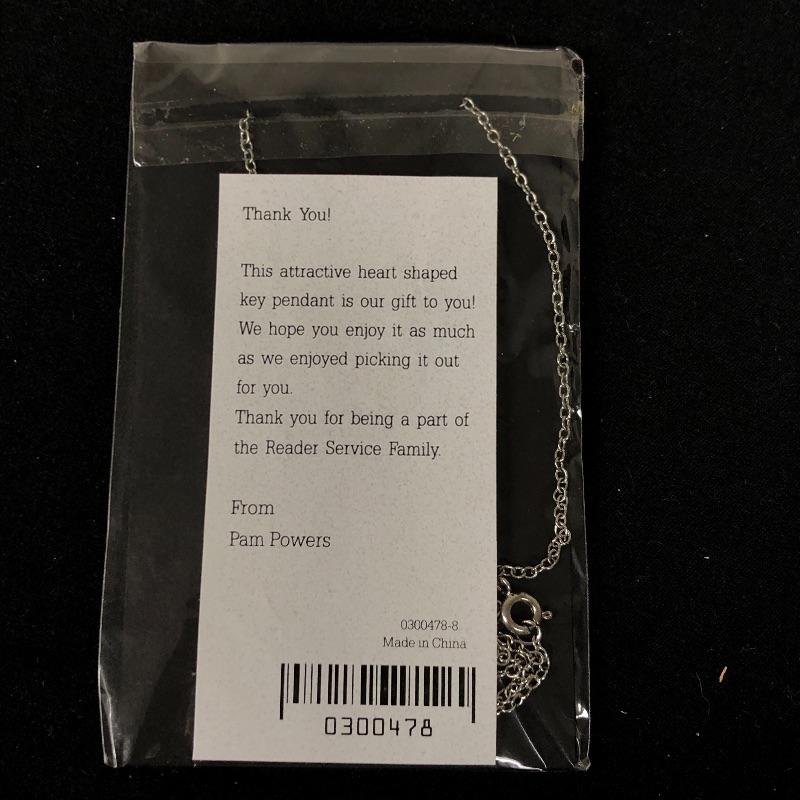 Thank You!
This attractive heart shaped
key pendant is our gift to you!
We hope you enjoy it as much
as we enjoyed picking it out
for you.
Thank you for being a part of
the Reader Service Family.
From
Pam Powers
0300478-8
Made in China
0300478